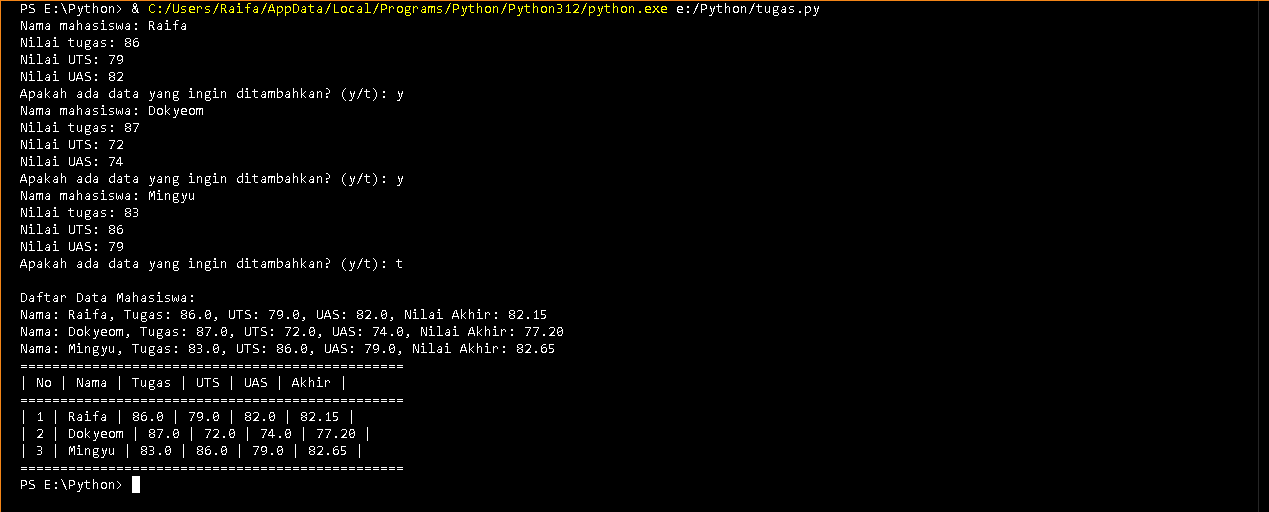 PS E:\Python> & C:/Users/Raifa/AppData/Local/Programs/Python/Python312/python.exe e:/Python/tugas.py
Nama mahasiswa: Raifa
Nilai tugas: 86
Nilai UTS: 79
Nilai UAS: 82
Apakah ada data yang ingin ditambahkan? (y/t): y
Nama mahasiswa: Dokyeom
Nilai tugas: 87
Nilai UTS: 72
Nilai UAS: 74
Apakah ada data yang ingin ditambahkan? (y/t): y
Nama mahasiswa: Mingyu
Nilai tugas: 83
Nilai UTS: 86
Nilai UAS: 79
Apakah ada data yang ingin ditambahkan? (y/t): t
Daftar Data Mahasiswa:
Nama: Raifa, Tugas: 86.0, UTS: 79.0, UAS: 82.0, Nilai Akhir: 82.15
Nama: Dokyeom, Tugas: 87.0, UTS: 72.0, UAS: 74.0, Nilai Akhir: 77.20
Nama: Mingyu, Tugas: 83.0, UTS: 86.0, UAS: 79.0, Nilai Akhir: 82.65
================================================
| No | Nama | Tugas | UTS | UAS | Akhir |
================================================
| 1 | Raifa | 86.0 | 79.0 | 82.0 | 82.15 |
| 2 | Dokyeom | 87.0 | 72.0 | 74.0 | 77.20 |
| 3 | Mingyu | 83.0 | 86.0 | 79.0 | 82.65 |
================================================
PS E:\Python>